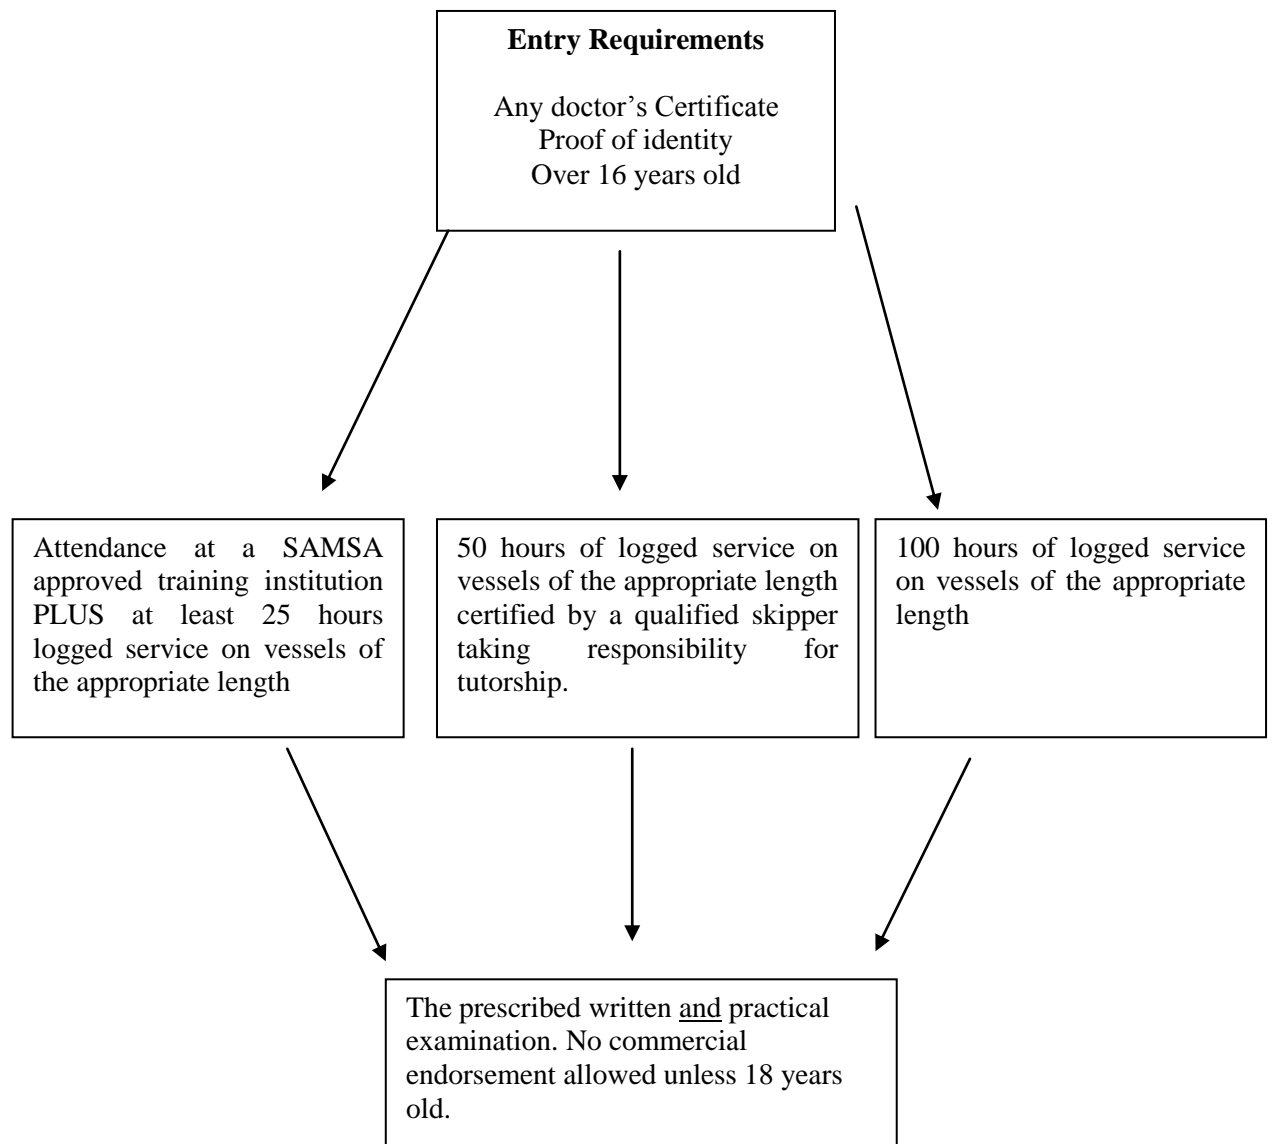 Entry Requirements
Any doctor’s Certificate
Proof of identity
Over 16 years old
Attendance at a SAMSA
approved training institution
PLUS at least 25 hours
logged service on vessels of
the appropriate length
50 hours of logged service on
vessels of the appropriate length
certified by a qualified skipper
taking responsibility for
tutorship.
100 hours of logged service
on vessels of the appropriate
length
The prescribed written and practical
examination. No commercial
endorsement allowed unless 18 years
old.